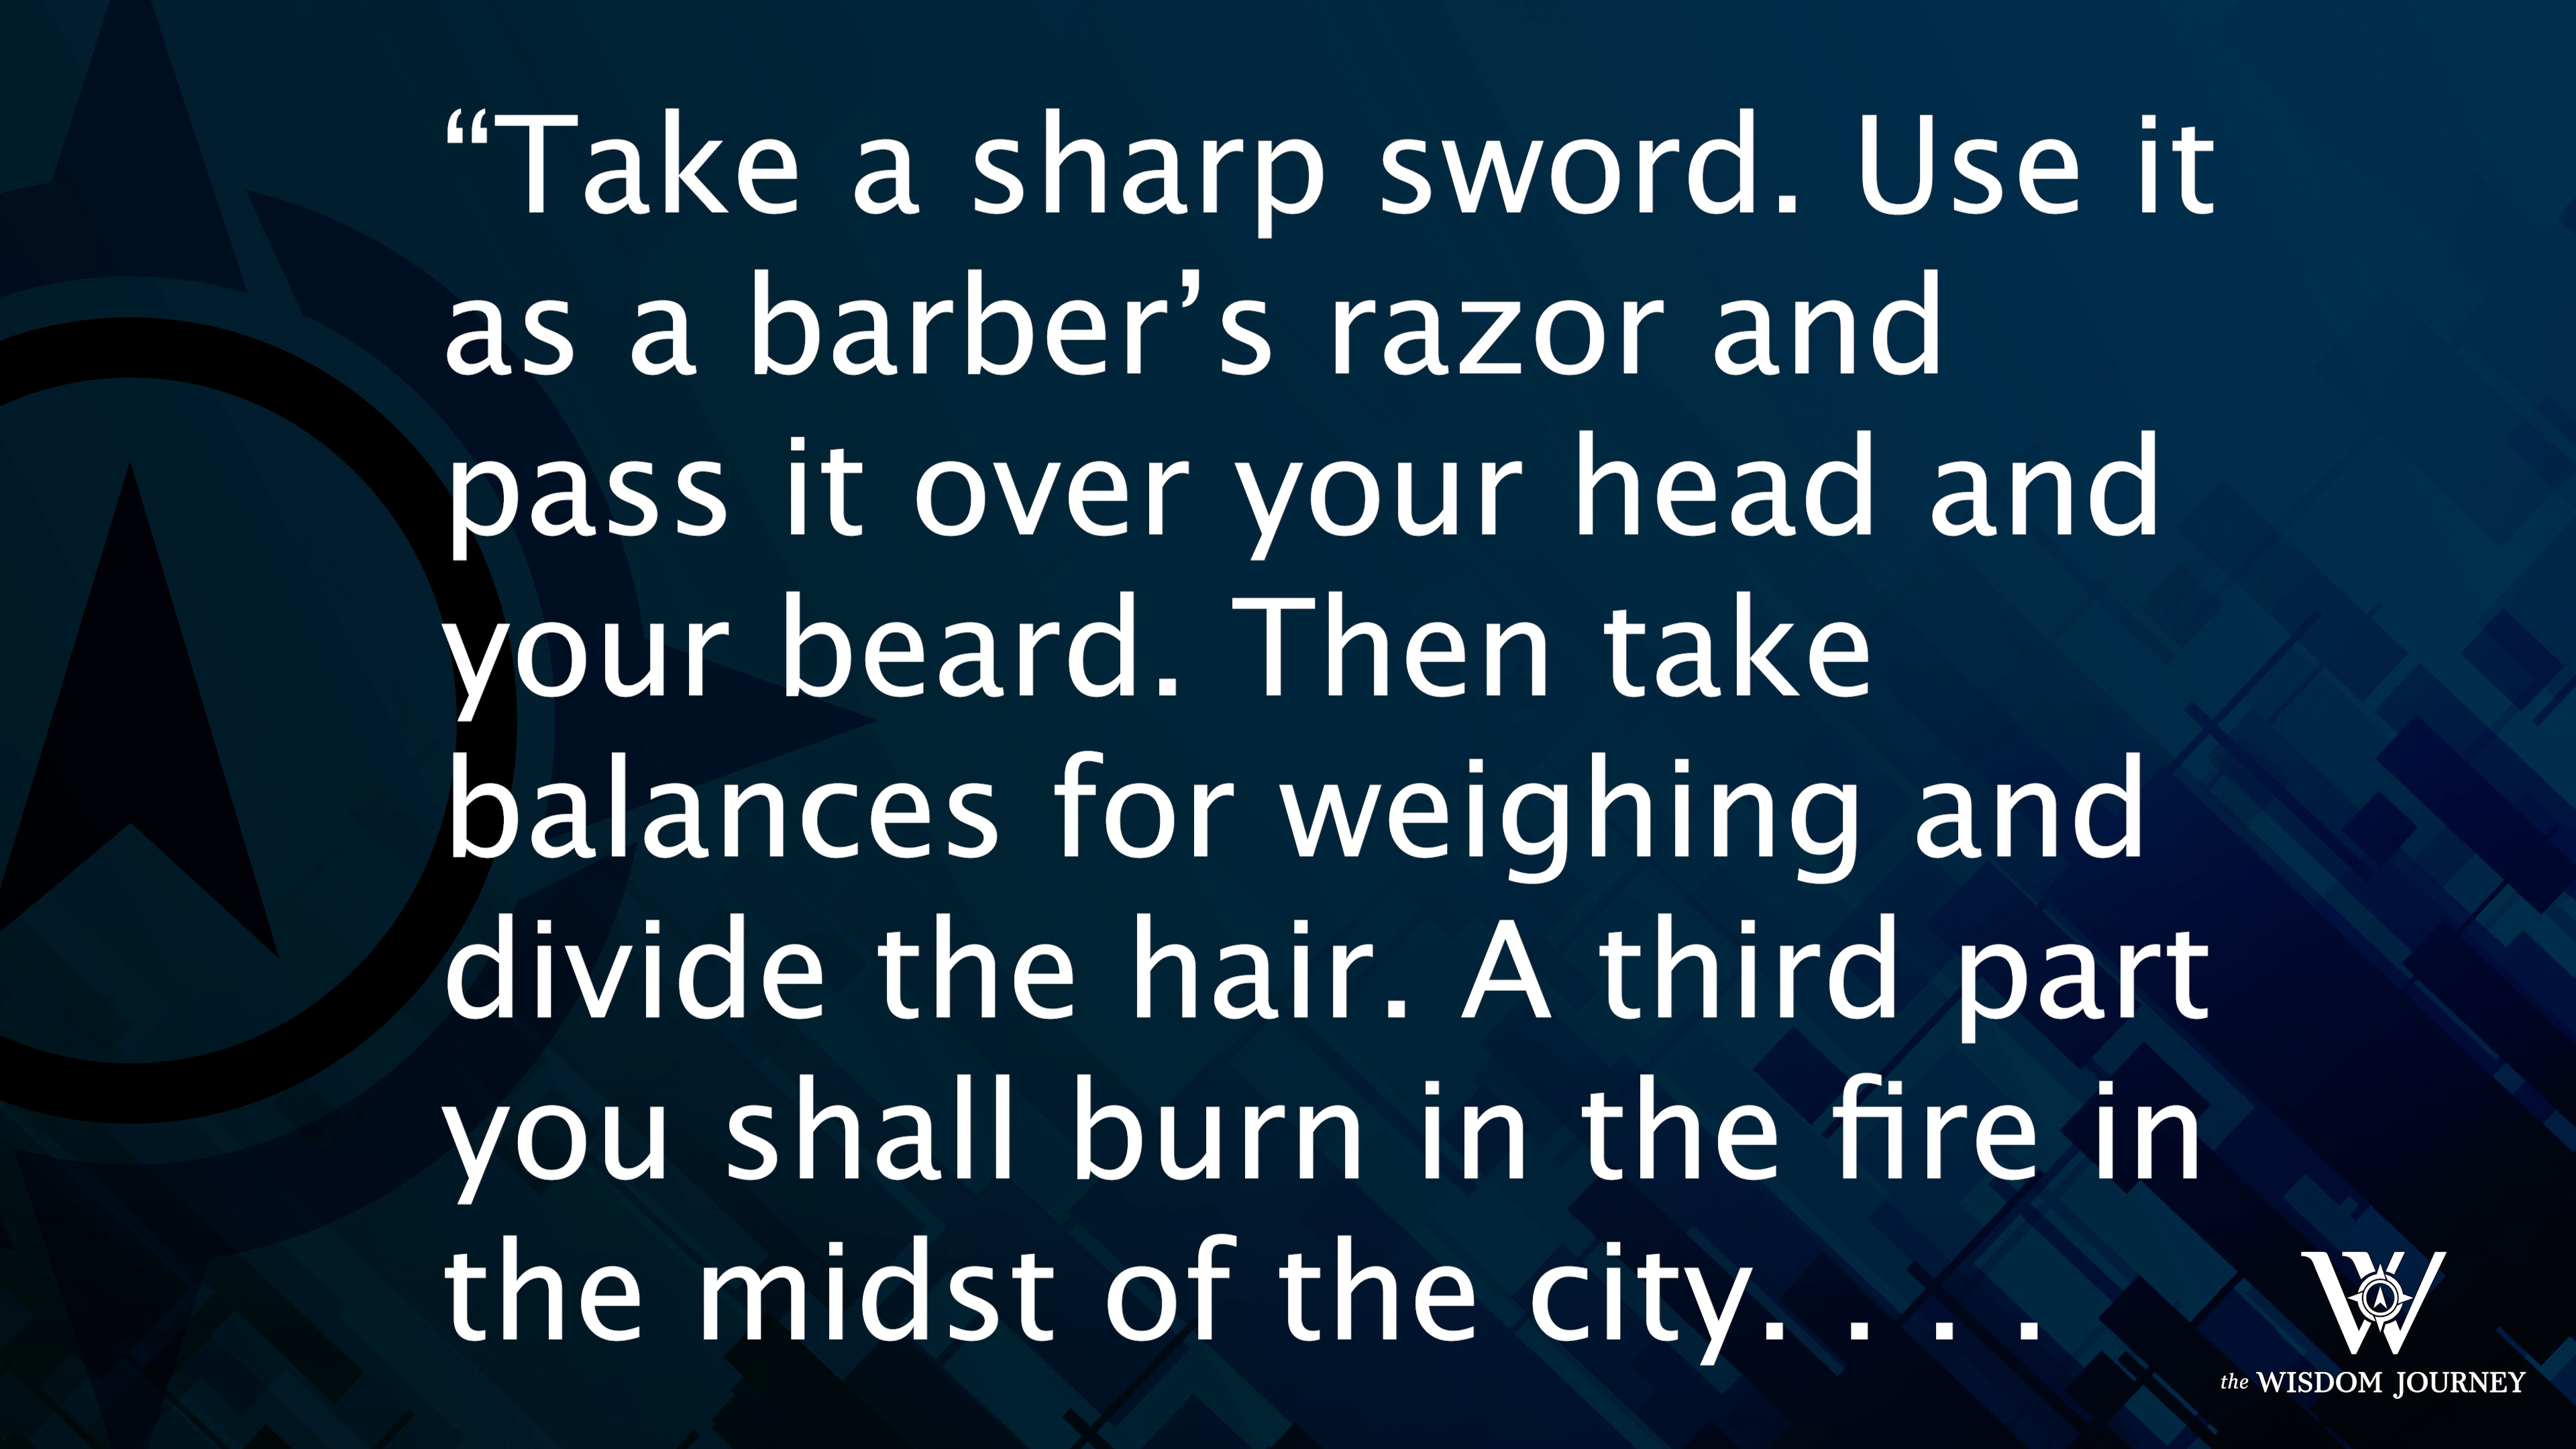 “Take a sharp sword. Use it
as a barber’s razor and
pass it over your head and
your beard. Then take
balances for weighing and
divide the hair. A third part
you shall burn in the fire in
the midst of the city. . . .
W
the WISDOM JOURNEY